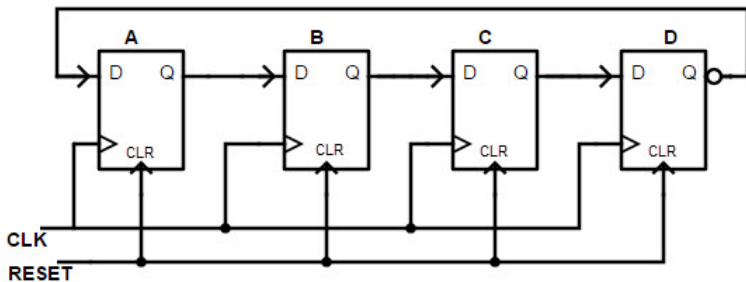 A B C D
D Q D Q D Q D Q
CLR CLR CLR CLR
CLK
RESET